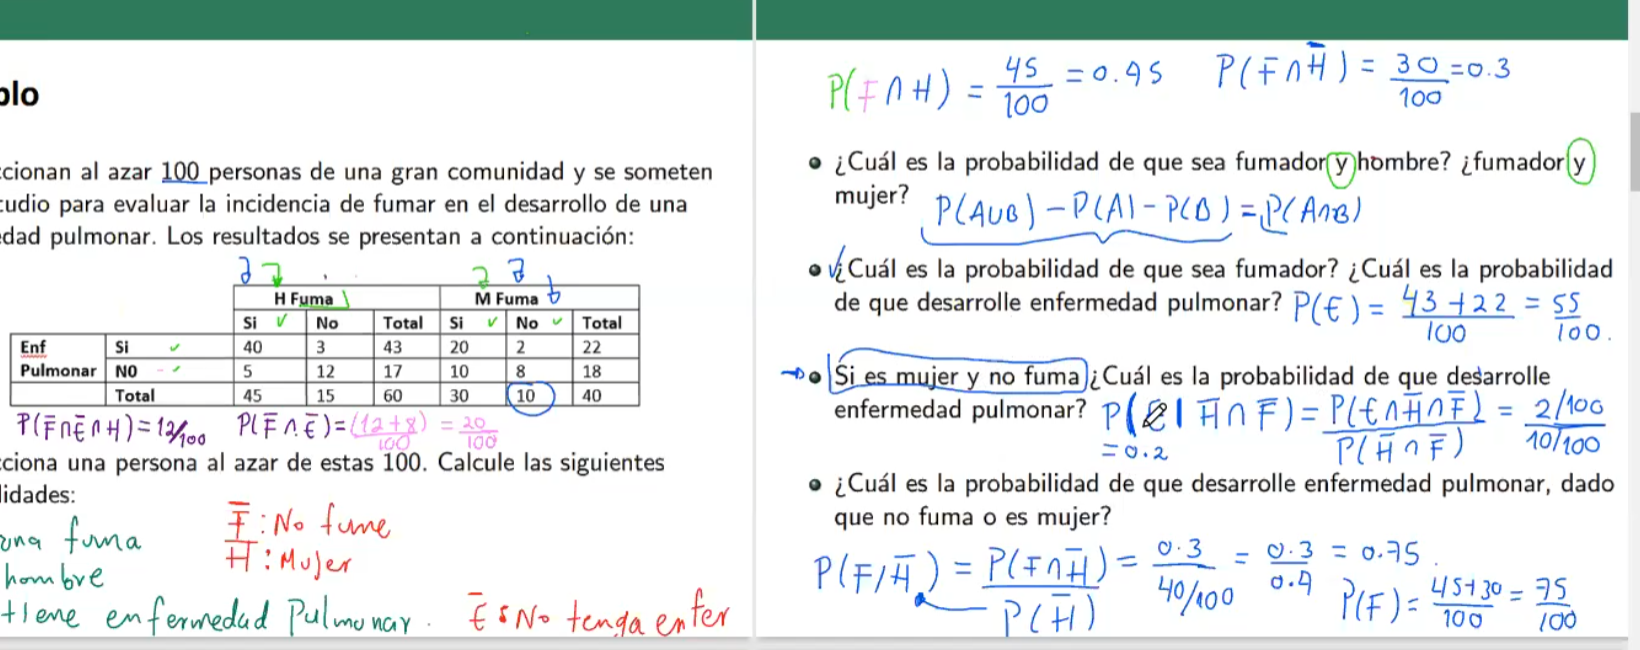 olo
ccionan al azar 100 personas de una gran comunidad y se someten
tudio para evaluar la incidencia de fumar en el desarrollo de una
edad pulmonar. Los resultados se presentan a continuación:
H Fuma M Fuma
Si No Total Si No Total
Enf Si 40 3 43 20 2 22
Pulmonar NO 5 12 17 10 8 18
Total 45 15 60 30 10 40
P(F̅∩E̅∩H)=12/100 P(F̅∩E̅)=(12+8)/100 = 20/100
cciona una persona al azar de estas 100. Calcule las siguientes
lidades:
una fuma
F̅: No fume
hombre
H̅: Mujer
tiene enfermedad Pulmonar. E̅: No tenga enfer
P(F∩H) = 45/100 = 0.45 P(F∩H̅) = 30/100 = 0.3
• ¿Cuál es la probabilidad de que sea fumador y hombre? ¿fumador y
mujer? P(A∪B) – P(A) – P(B) = P(A∩B)
• ¿Cuál es la probabilidad de que sea fumador? ¿Cuál es la probabilidad
de que desarrolle enfermedad pulmonar? P(E) = 43+22/100 = 55/100.
• Si es mujer y no fuma ¿Cuál es la probabilidad de que desarrolle
enfermedad pulmonar? P(E| H̅∩F̅) = P(E∩H̅∩F̅)/P(H̅∩F̅) = 2/100/10/100
= 0.2
• ¿Cuál es la probabilidad de que desarrolle enfermedad pulmonar, dado
que no fuma o es mujer?
P(F/H̅) = P(F∩H̅)/P(H̅) = 0.3/40/100 = 0.3/0.4 = 0.75.
P(F) = 45+30/100 = 75/100